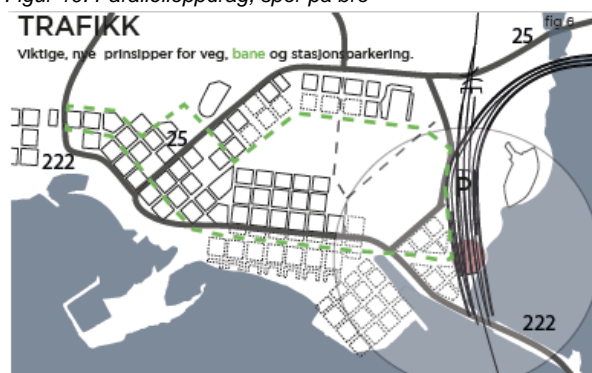 Figur 16. Parallelloppdrag, spor på bro
TRAFIKK
fig 6
Viktige, nye prinsipper for veg, bane og stasjonsparkering.
25
25
222
P
222